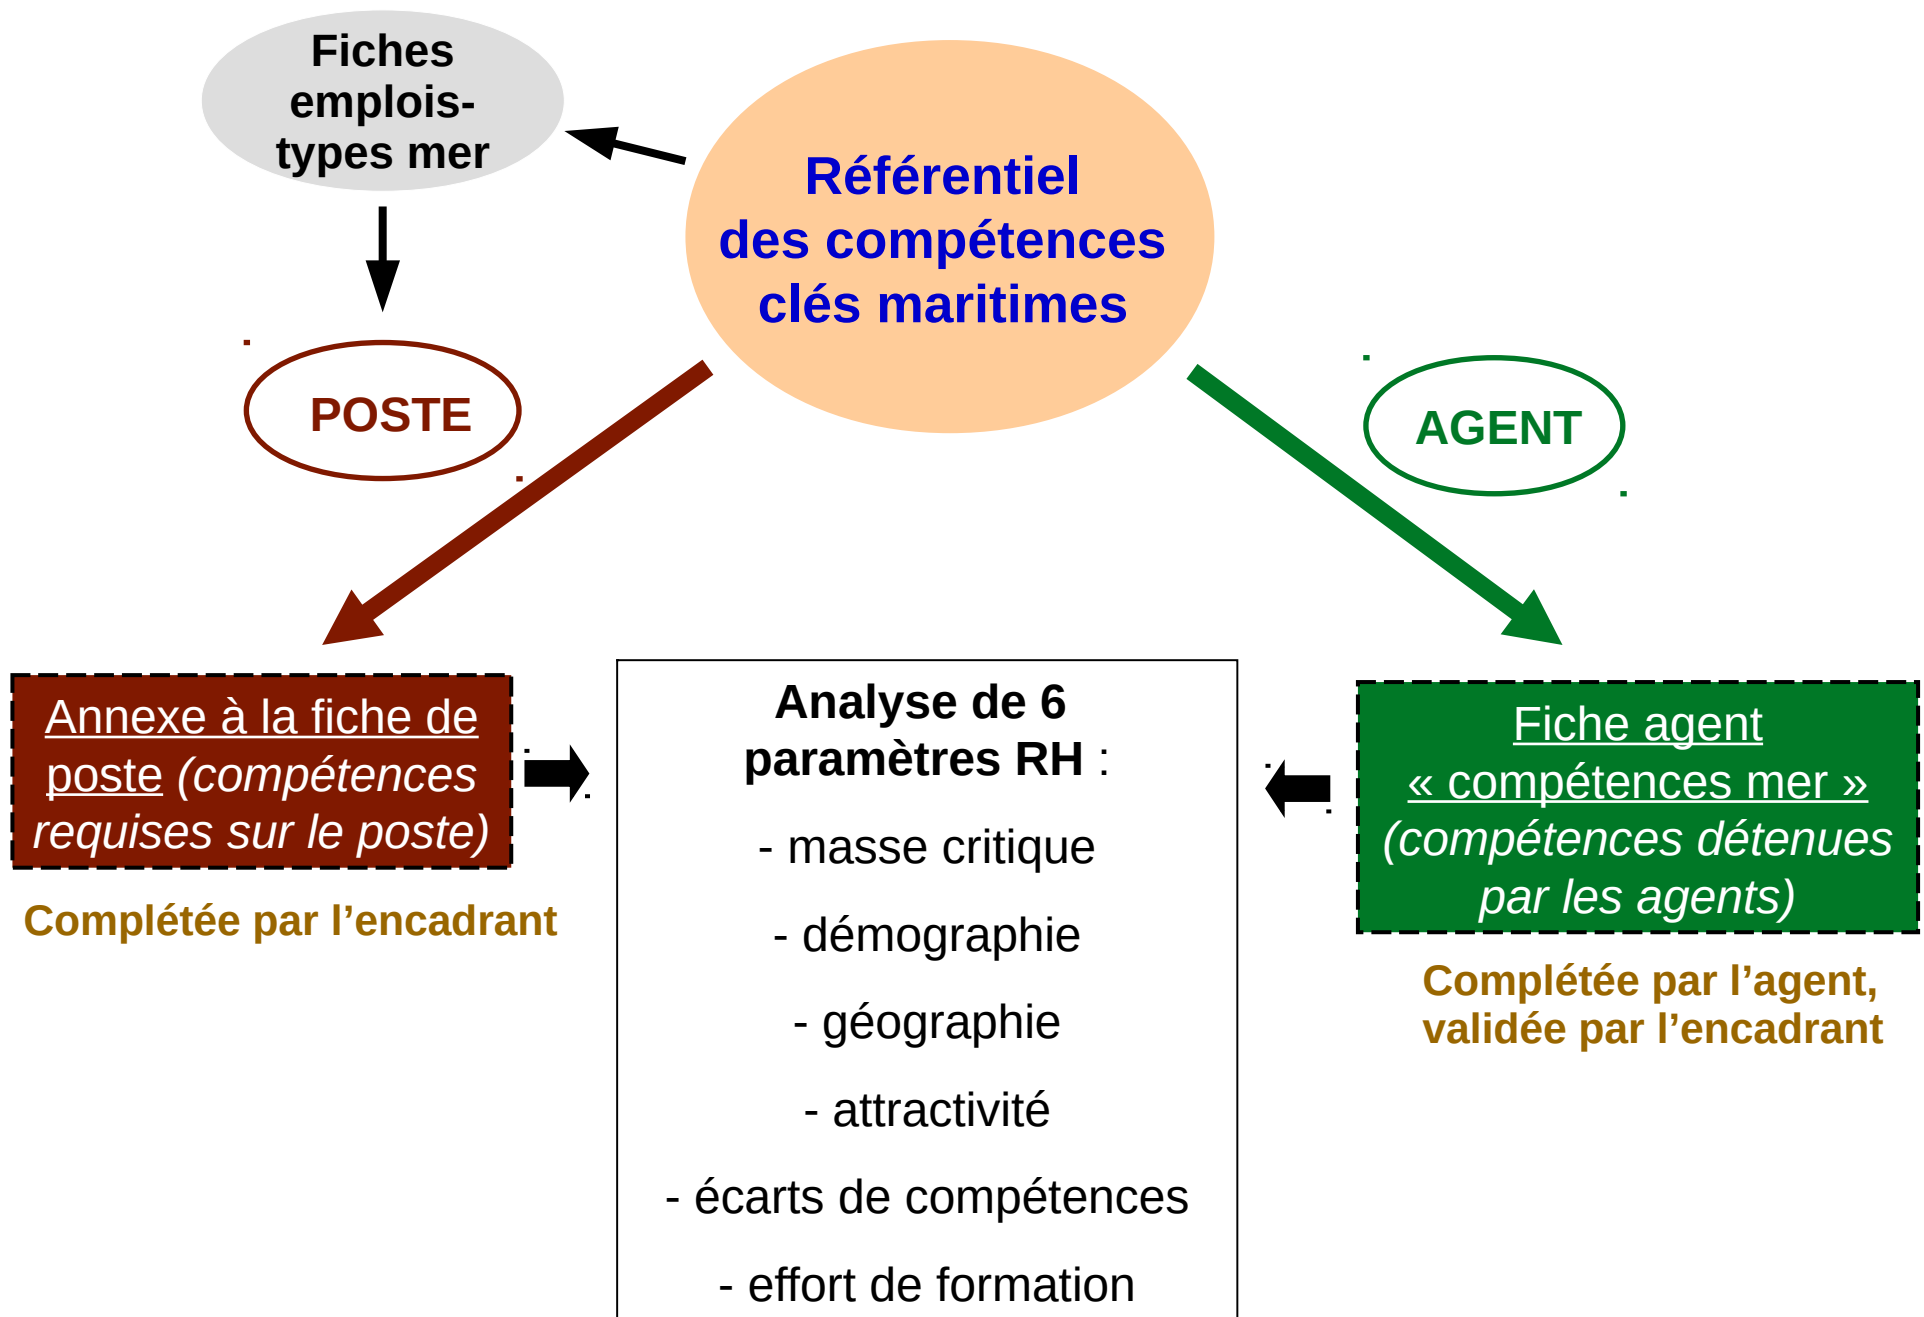 Fiches
emplois-
types mer
Référentiel
des compétences
clés maritimes
POSTE
AGENT
Annexe à la fiche de
poste (compétences
requises sur le poste)
Complétée par l’encadrant
Analyse de 6
paramètres RH :
- masse critique
- démographie
- géographie
- attractivité
- écarts de compétences
- effort de formation
Fiche agent
« compétences mer »
(compétences détenues
par les agents)
Complétée par l’agent,
validée par l’encadrant